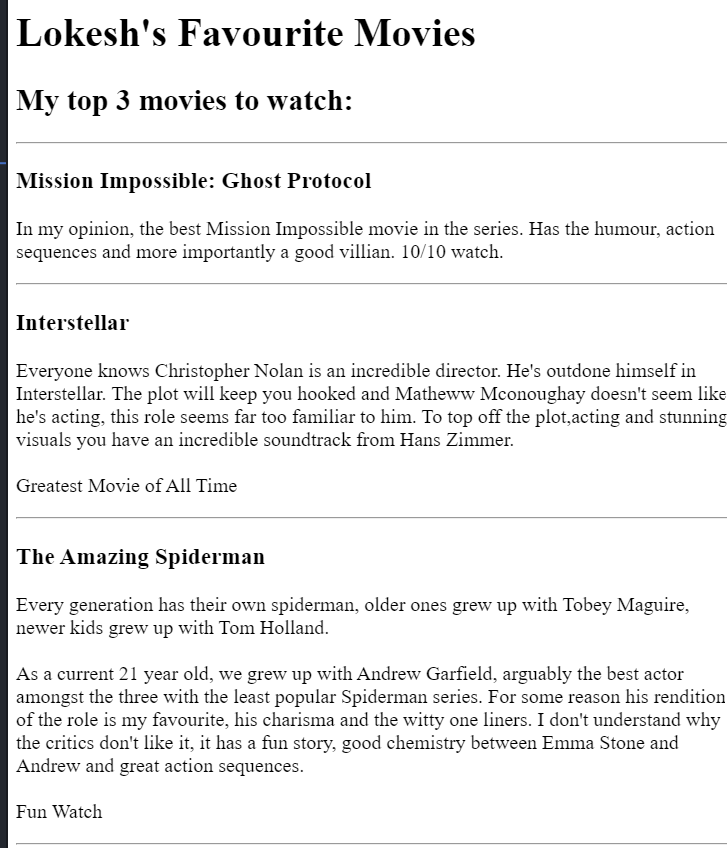 Lokesh's Favourite Movies
My top 3 movies to watch:
Mission Impossible: Ghost Protocol
In my opinion, the best Mission Impossible movie in the series. Has the humour, action
sequences and more importantly a good villian. 10/10 watch.
Interstellar
Everyone knows Christopher Nolan is an incredible director. He's outdone himself in
Interstellar. The plot will keep you hooked and Matheww Mconoughay doesn't seem like
he's acting, this role seems far too familiar to him. To top off the plot,acting and stunning
visuals you have an incredible soundtrack from Hans Zimmer.
Greatest Movie of All Time
The Amazing Spiderman
Every generation has their own spiderman, older ones grew up with Tobey Maguire,
newer kids grew up with Tom Holland.
As a current 21 year old, we grew up with Andrew Garfield, arguably the best actor
amongst the three with the least popular Spiderman series. For some reason his rendition
of the role is my favourite, his charisma and the witty one liners. I don't understand why
the critics don't like it, it has a fun story, good chemistry between Emma Stone and
Andrew and great action sequences.
Fun Watch